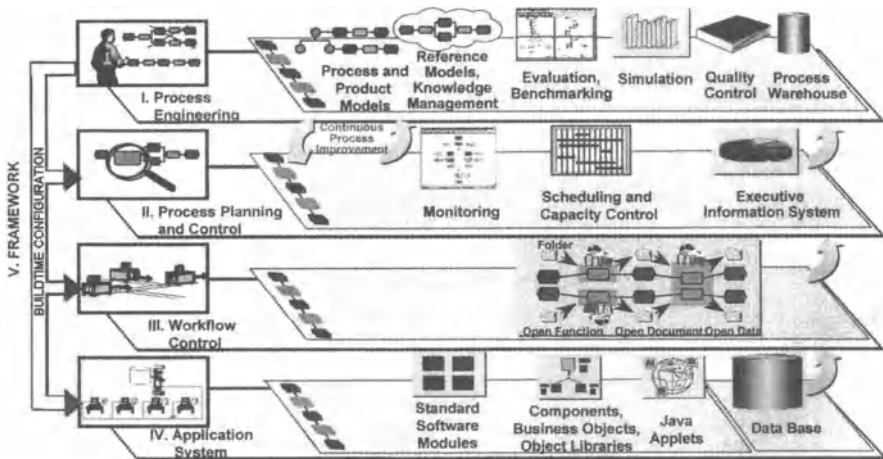 V. FRAMEWORK
BUILDTIME CONFIGURATION
I. Process
Engineering
Process and
Product
Models
Reference
Models,
Knowledge
Management
Evaluation,
Benchmarking
Simulation
Quality
Control
Process
Warehouse
II. Process Planning
and Control
Continuous
Process
Improvement
Monitoring
Scheduling and
Capacity Control
Executive
Information System
III. Workflow
Control
Folder
Open Function
Open Document
Open Data
IV. Application
System
Standard
Software
Modules
Components,
Business Objects,
Object Libraries
Java
Applets
Data Base